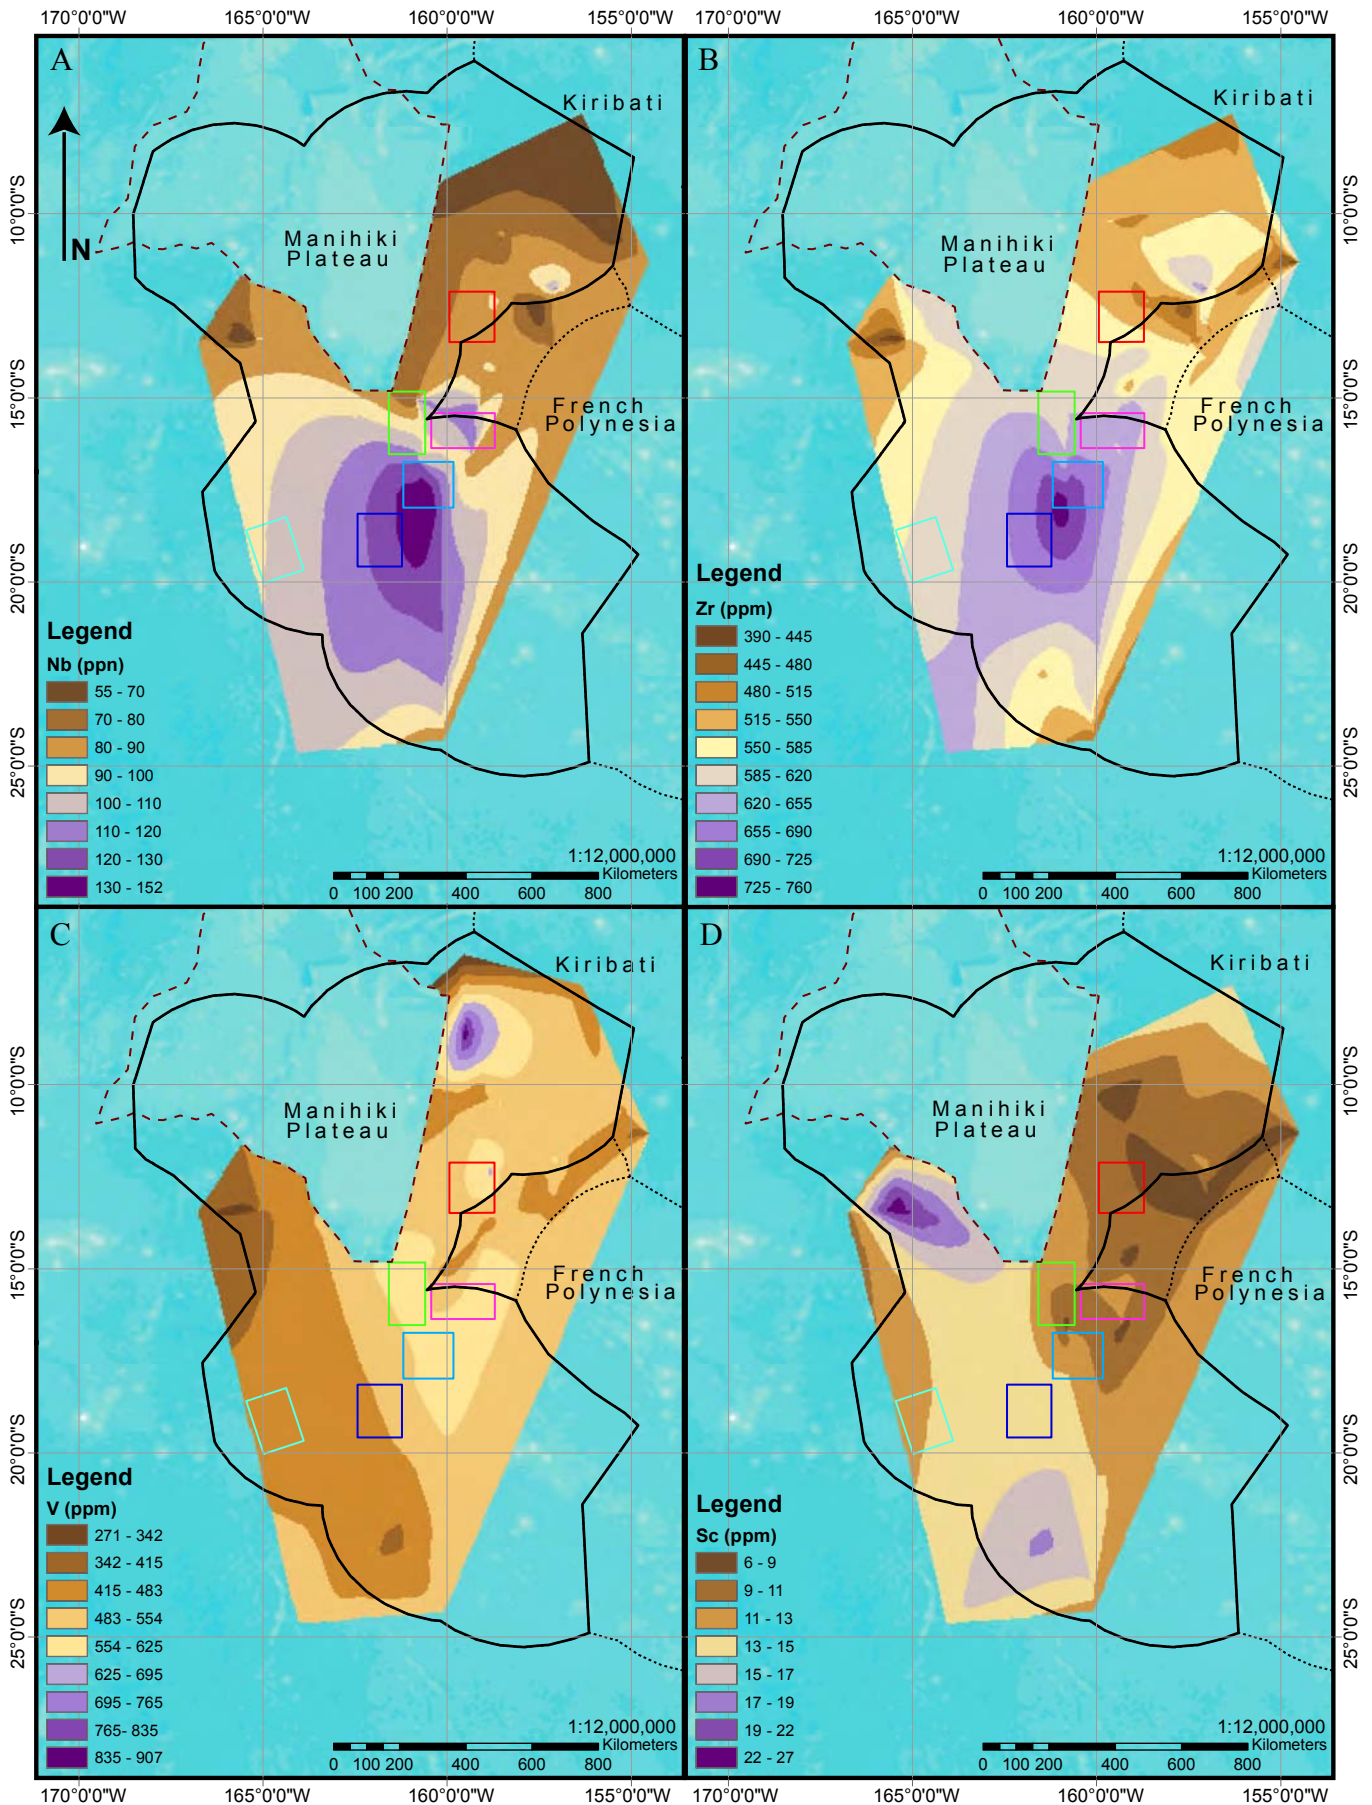 170°0'0"W 165°0'0"W 160°0'0"W 155°0'0"W 170°0'0"W 165°0'0"W 160°0'0"W 155°0'0"W
A
Kiribati
N
Manihiki
Plateau
French
Polynesia
10°0'0"S
15°0'0"S
20°0'0"S
25°0'0"S
Legend
Nb (ppn)
55 - 70
70 - 80
80 - 90
90 - 100
100 - 110
110 - 120
120 - 130
130 - 152
1:12,000,000
Kilometers
0 100 200 400 600 800
B
Kiribati
Manihiki
Plateau
French
Polynesia
10°0'0"S
15°0'0"S
20°0'0"S
25°0'0"S
Legend
Zr (ppm)
390 - 445
445 - 480
480 - 515
515 - 550
550 - 585
585 - 620
620 - 655
655 - 690
690 - 725
725 - 760
1:12,000,000
Kilometers
0 100 200 400 600 800
C
Kiribati
Manihiki
Plateau
French
Polynesia
10°0'0"S
15°0'0"S
20°0'0"S
25°0'0"S
Legend
V (ppm)
271 - 342
342 - 415
415 - 483
483 - 554
554 - 625
625 - 695
695 - 765
765- 835
835 - 907
1:12,000,000
Kilometers
0 100 200 400 600 800
D
Kiribati
Manihiki
Plateau
French
Polynesia
10°0'0"S
15°0'0"S
20°0'0"S
25°0'0"S
Legend
Sc (ppm)
6 - 9
9 - 11
11 - 13
13 - 15
15 - 17
17 - 19
19 - 22
22 - 27
1:12,000,000
Kilometers
0 100 200 400 600 800
170°0'0"W 165°0'0"W 160°0'0"W 155°0'0"W 170°0'0"W 165°0'0"W 160°0'0"W 155°0'0"W